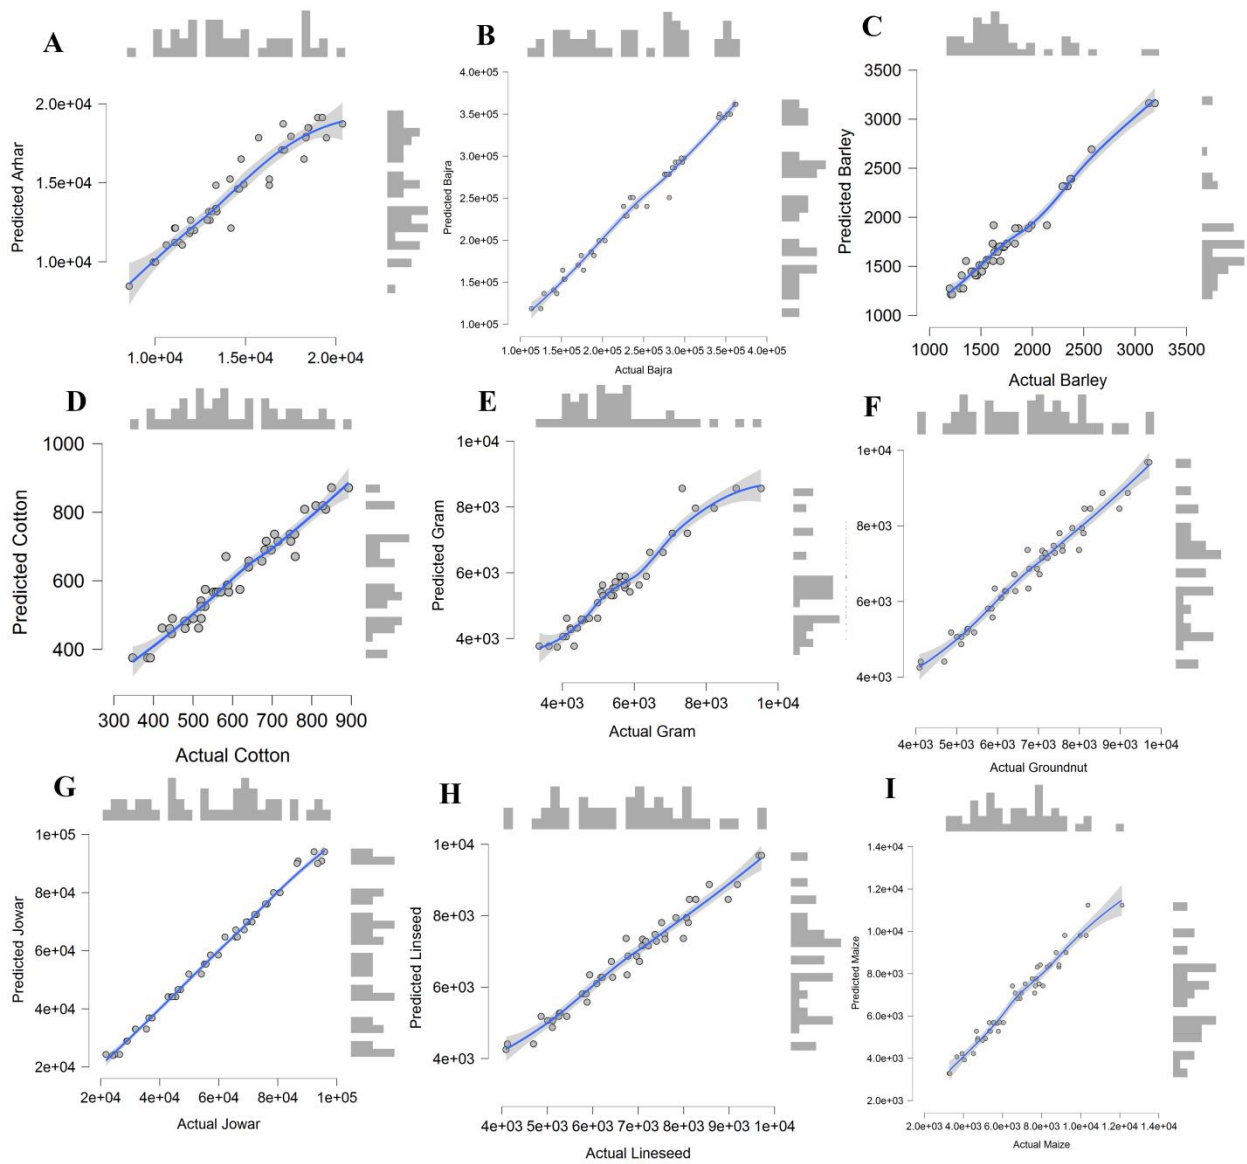 A
Predicted Arhar
2.0e+04
1.5e+04
1.0e+04
1.0e+04 1.5e+04 2.0e+04
B
Predicted Bajra
4.0e+05
3.5e+05
3.0e+05
2.5e+05
2.0e+05
1.5e+05
1.0e+05
1.0e+05 1.5e+05 2.0e+05 2.5e+05 3.0e+05 3.5e+05 4.0e+05
Actual Bajra
C
Predicted Barley
3500
3000
2500
2000
1500
1000
1000 1500 2000 2500 3000 3500
Actual Barley
D
Predicted Cotton
1000
800
600
400
300 400 500 600 700 800 900
Actual Cotton
E
Predicted Gram
1e+04
8e+03
6e+03
4e+03
4e+03 6e+03 8e+03 1e+04
Actual Gram
F
Predicted Groundnut
1e+04
8e+03
6e+03
4e+03
4e+03 5e+03 6e+03 7e+03 8e+03 9e+03 1e+04
Actual Groundnut
G
Predicted Jowar
1e+05
8e+04
6e+04
4e+04
2e+04
2e+04 4e+04 6e+04 8e+04 1e+05
Actual Jowar
H
Predicted Linseed
1e+04
8e+03
6e+03
4e+03
4e+03 5e+03 6e+03 7e+03 8e+03 9e+03 1e+04
Actual Lineseed
I
Predicted Maize
1.4e+04
1.2e+04
1.0e+04
8.0e+03
6.0e+03
4.0e+03
2.0e+03
2.0e+03 4.0e+03 6.0e+03 8.0e+03 1.0e+04 1.2e+04 1.4e+04
Actual Maize